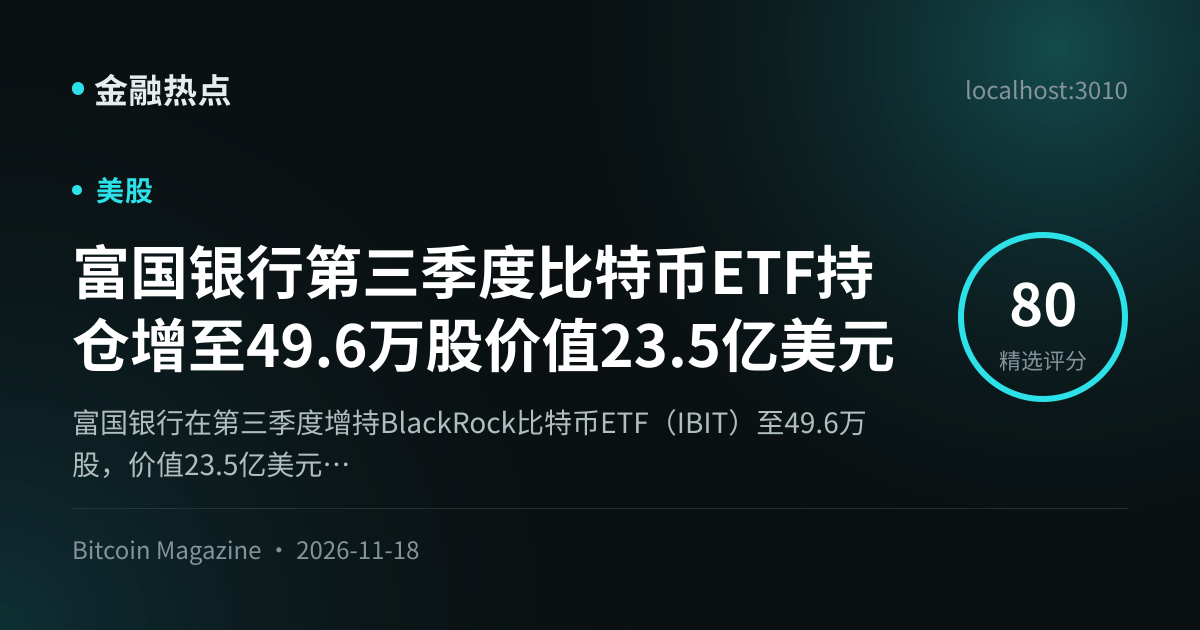 金融热点
localhost:3010
美股
富国银行第三季度比特币ETF持
仓增至49.6万股价值23.5亿美元
80
精选评分
富国银行在第三季度增持BlackRock比特币ETF（IBIT）至49.6万
股，价值23.5亿美元…
Bitcoin Magazine • 2026-11-18